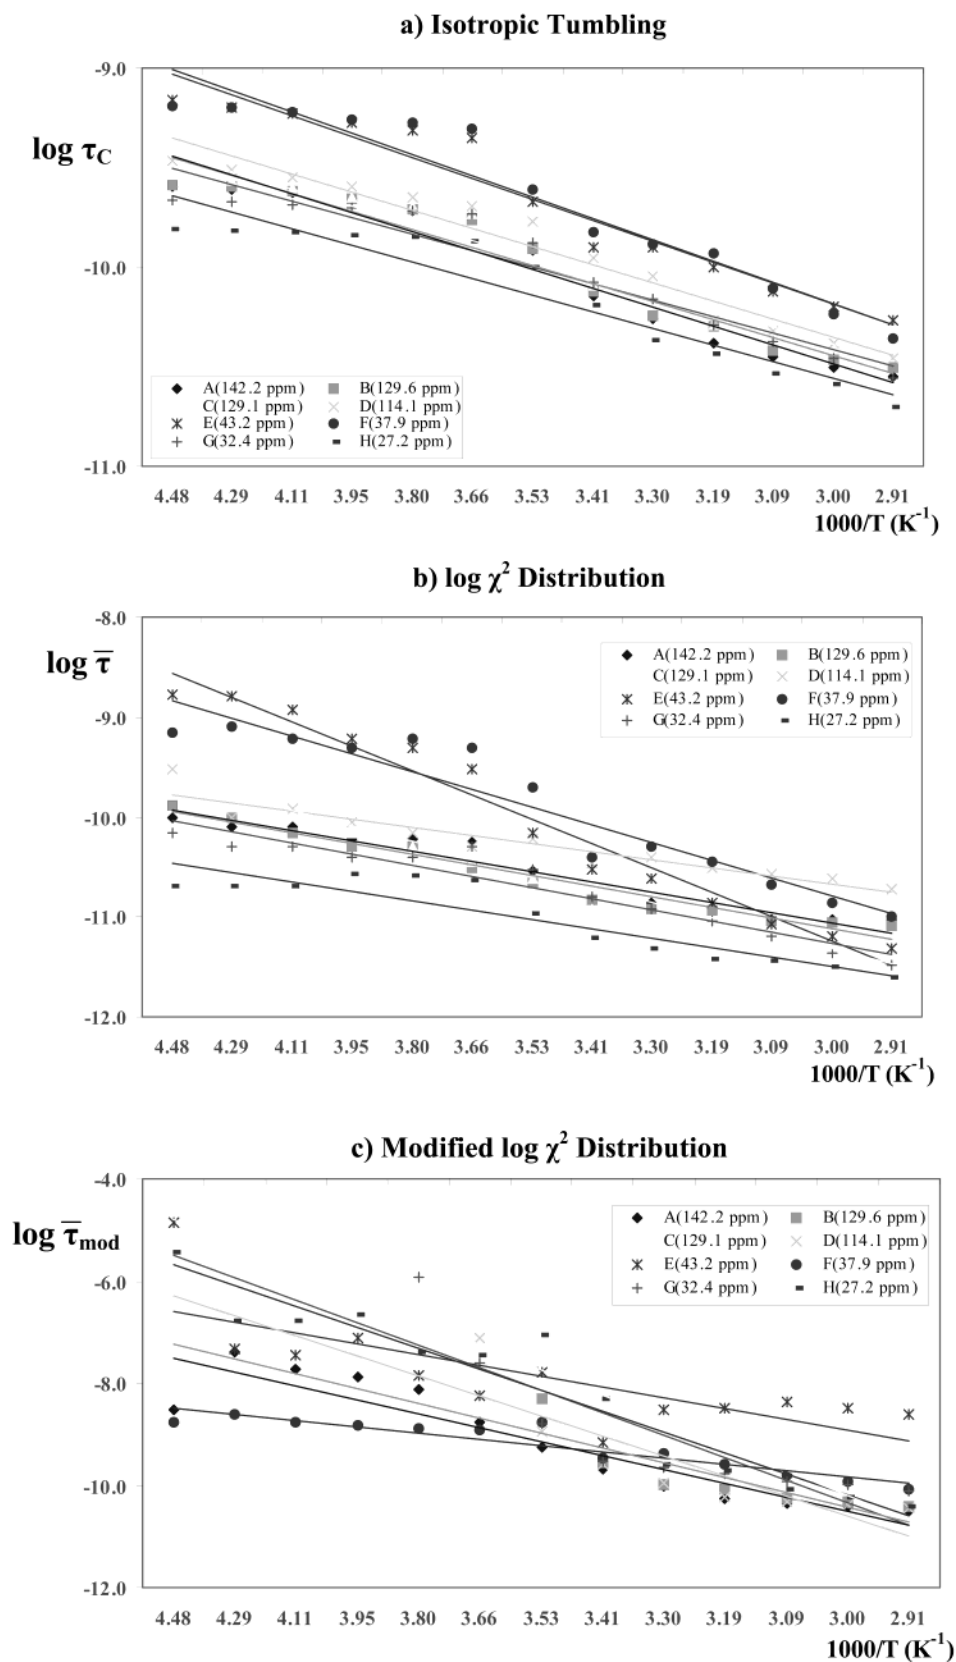 a) Isotropic Tumbling
-9.0
log τC
-10.0
A(142.2 ppm) B(129.6 ppm)
C(129.1 ppm) D(114.1 ppm)
E(43.2 ppm) F(37.9 ppm)
G(32.4 ppm) H(27.2 ppm)
-11.0
4.48 4.29 4.11 3.95 3.80 3.66 3.53 3.41 3.30 3.19 3.09 3.00 2.91
1000/T (K⁻¹)
b) log χ² Distribution
-8.0
log τ̅
A(142.2 ppm) B(129.6 ppm)
C(129.1 ppm) D(114.1 ppm)
E(43.2 ppm) F(37.9 ppm)
G(32.4 ppm) H(27.2 ppm)
-9.0
-10.0
-11.0
-12.0
4.48 4.29 4.11 3.95 3.80 3.66 3.53 3.41 3.30 3.19 3.09 3.00 2.91
1000/T (K⁻¹)
c) Modified log χ² Distribution
-4.0
log τ̅mod
A(142.2 ppm) B(129.6 ppm)
C(129.1 ppm) D(114.1 ppm)
E(43.2 ppm) F(37.9 ppm)
G(32.4 ppm) H(27.2 ppm)
-6.0
-8.0
-10.0
-12.0
4.48 4.29 4.11 3.95 3.80 3.66 3.53 3.41 3.30 3.19 3.09 3.00 2.91
1000/T (K⁻¹)